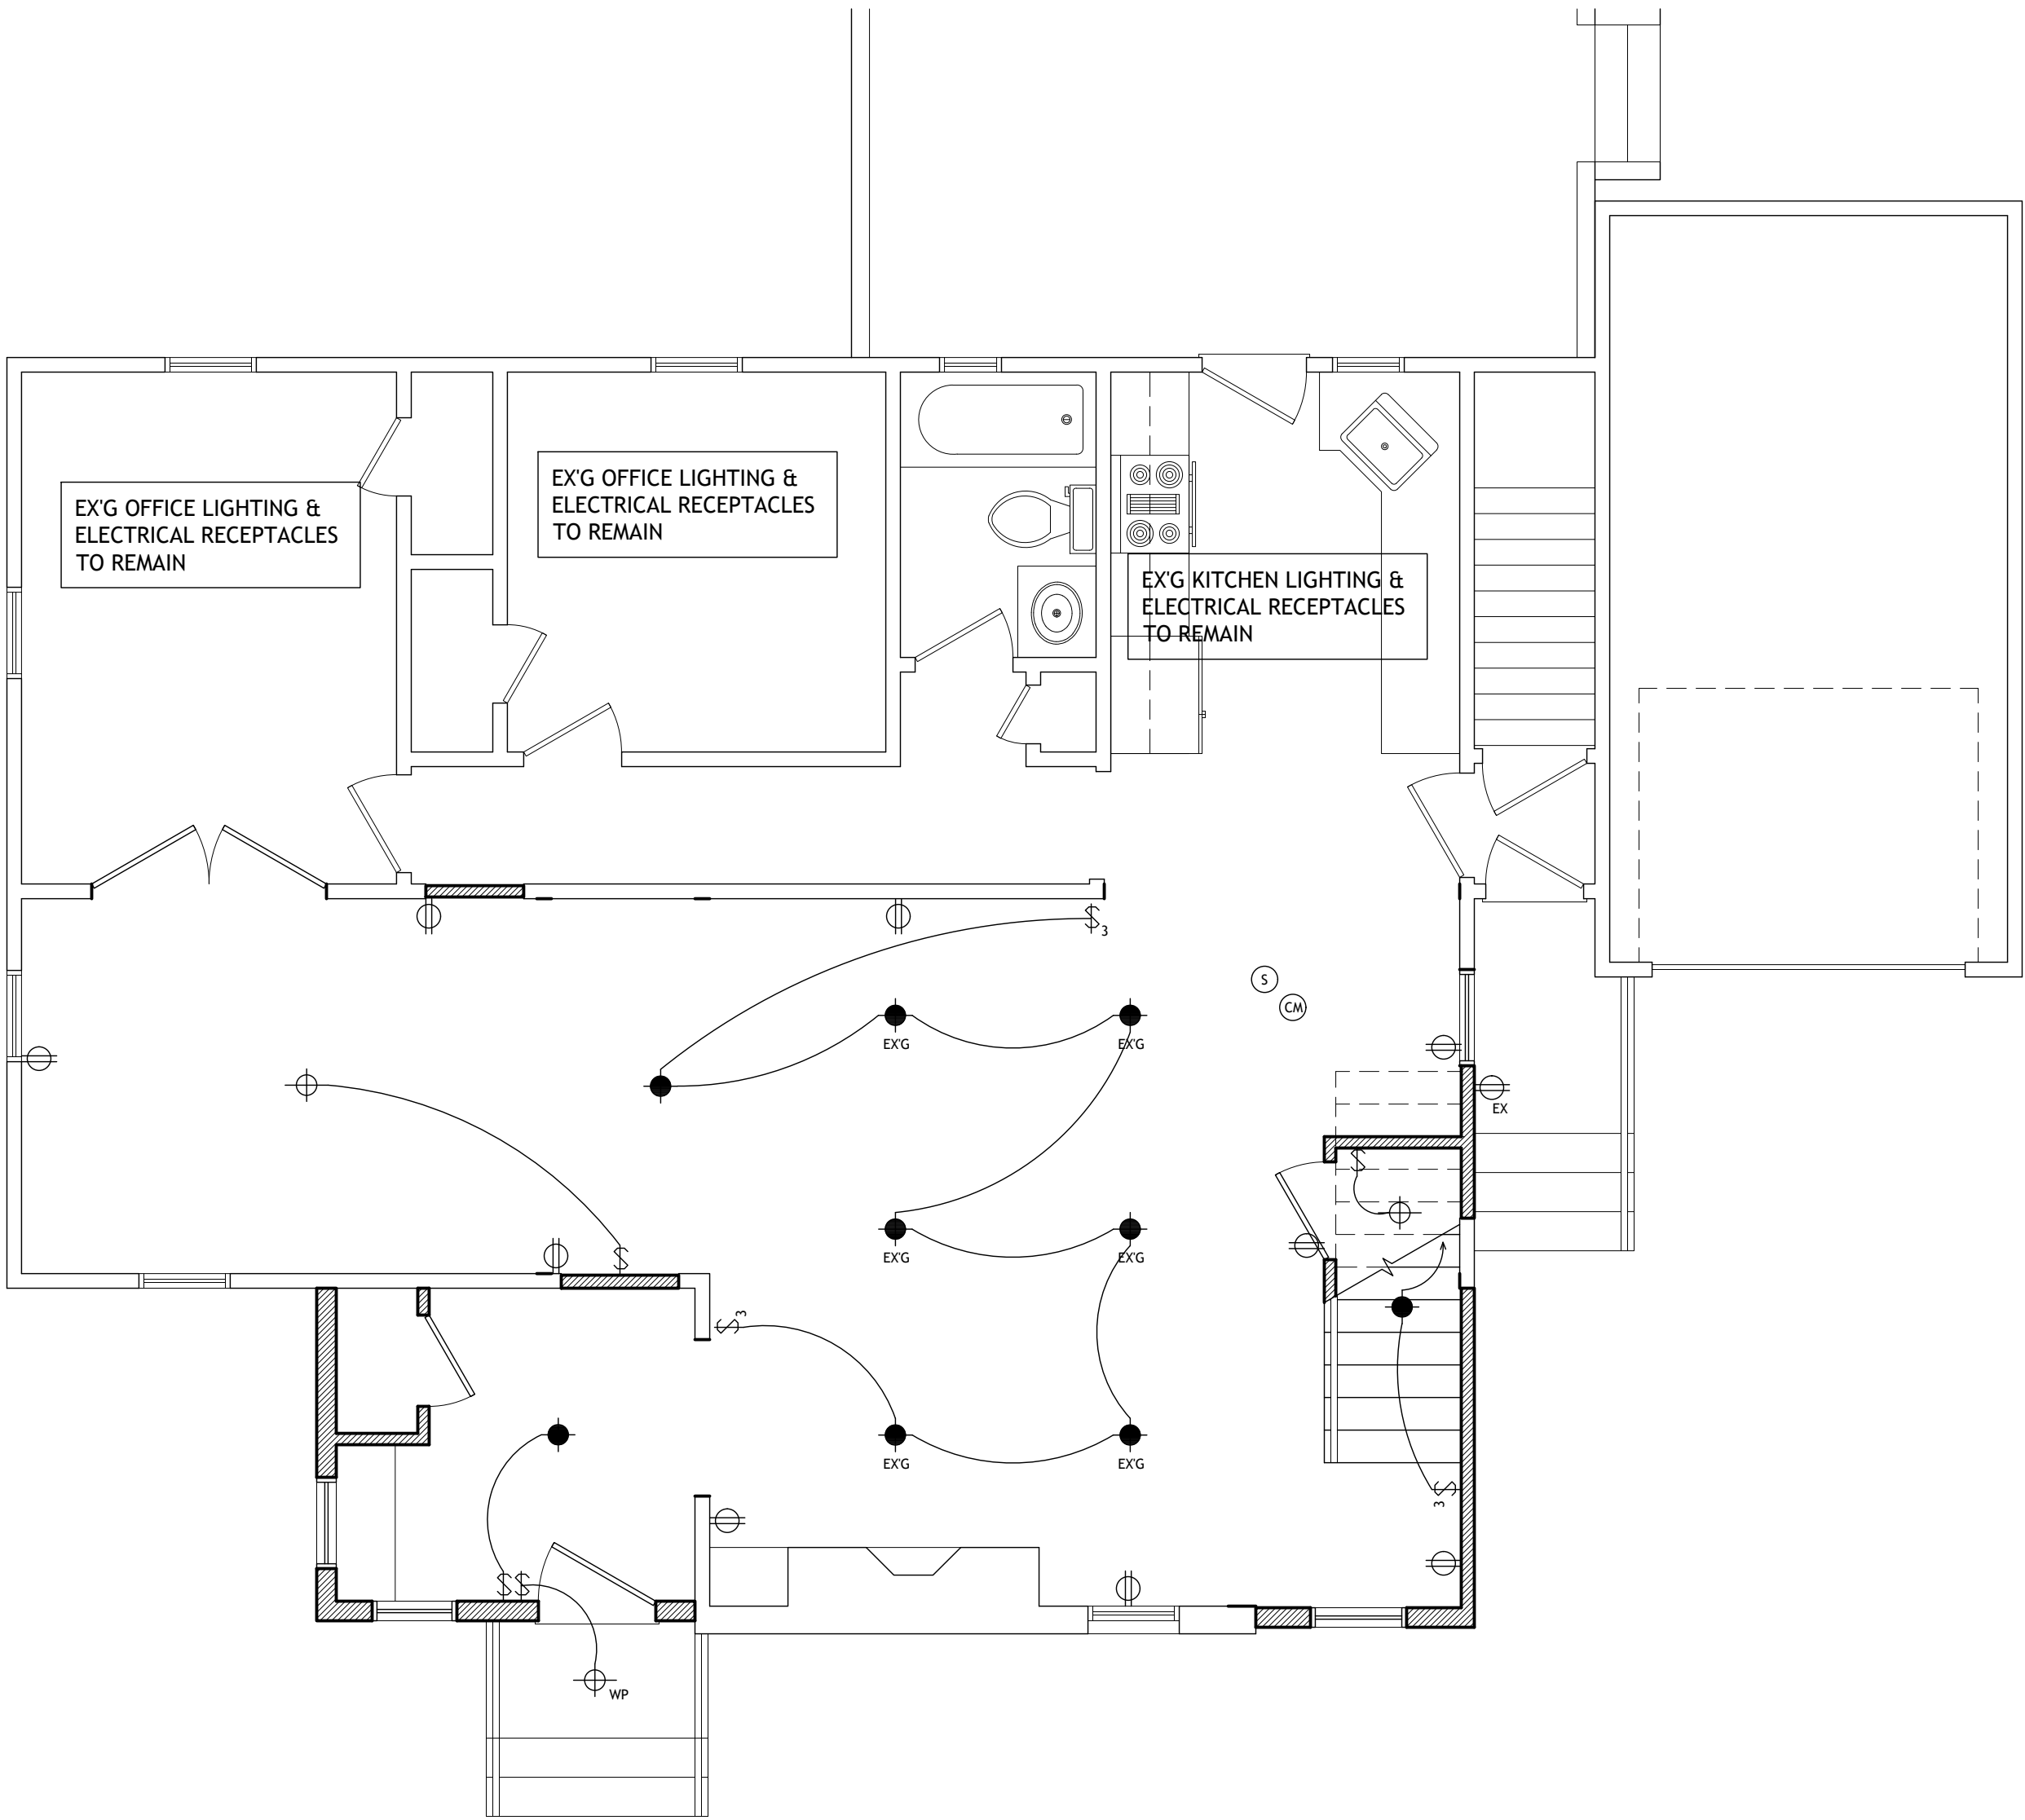 EX'G OFFICE LIGHTING &
ELECTRICAL RECEPTACLES
TO REMAIN
EX'G OFFICE LIGHTING &
ELECTRICAL RECEPTACLES
TO REMAIN
EX'G KITCHEN LIGHTING &
ELECTRICAL RECEPTACLES
TO REMAIN
$3
S
CM
EX'G
EX'G
EX
$
EX'G
EX'G
$
$3
EX'G
EX'G
$3
$ $
WP